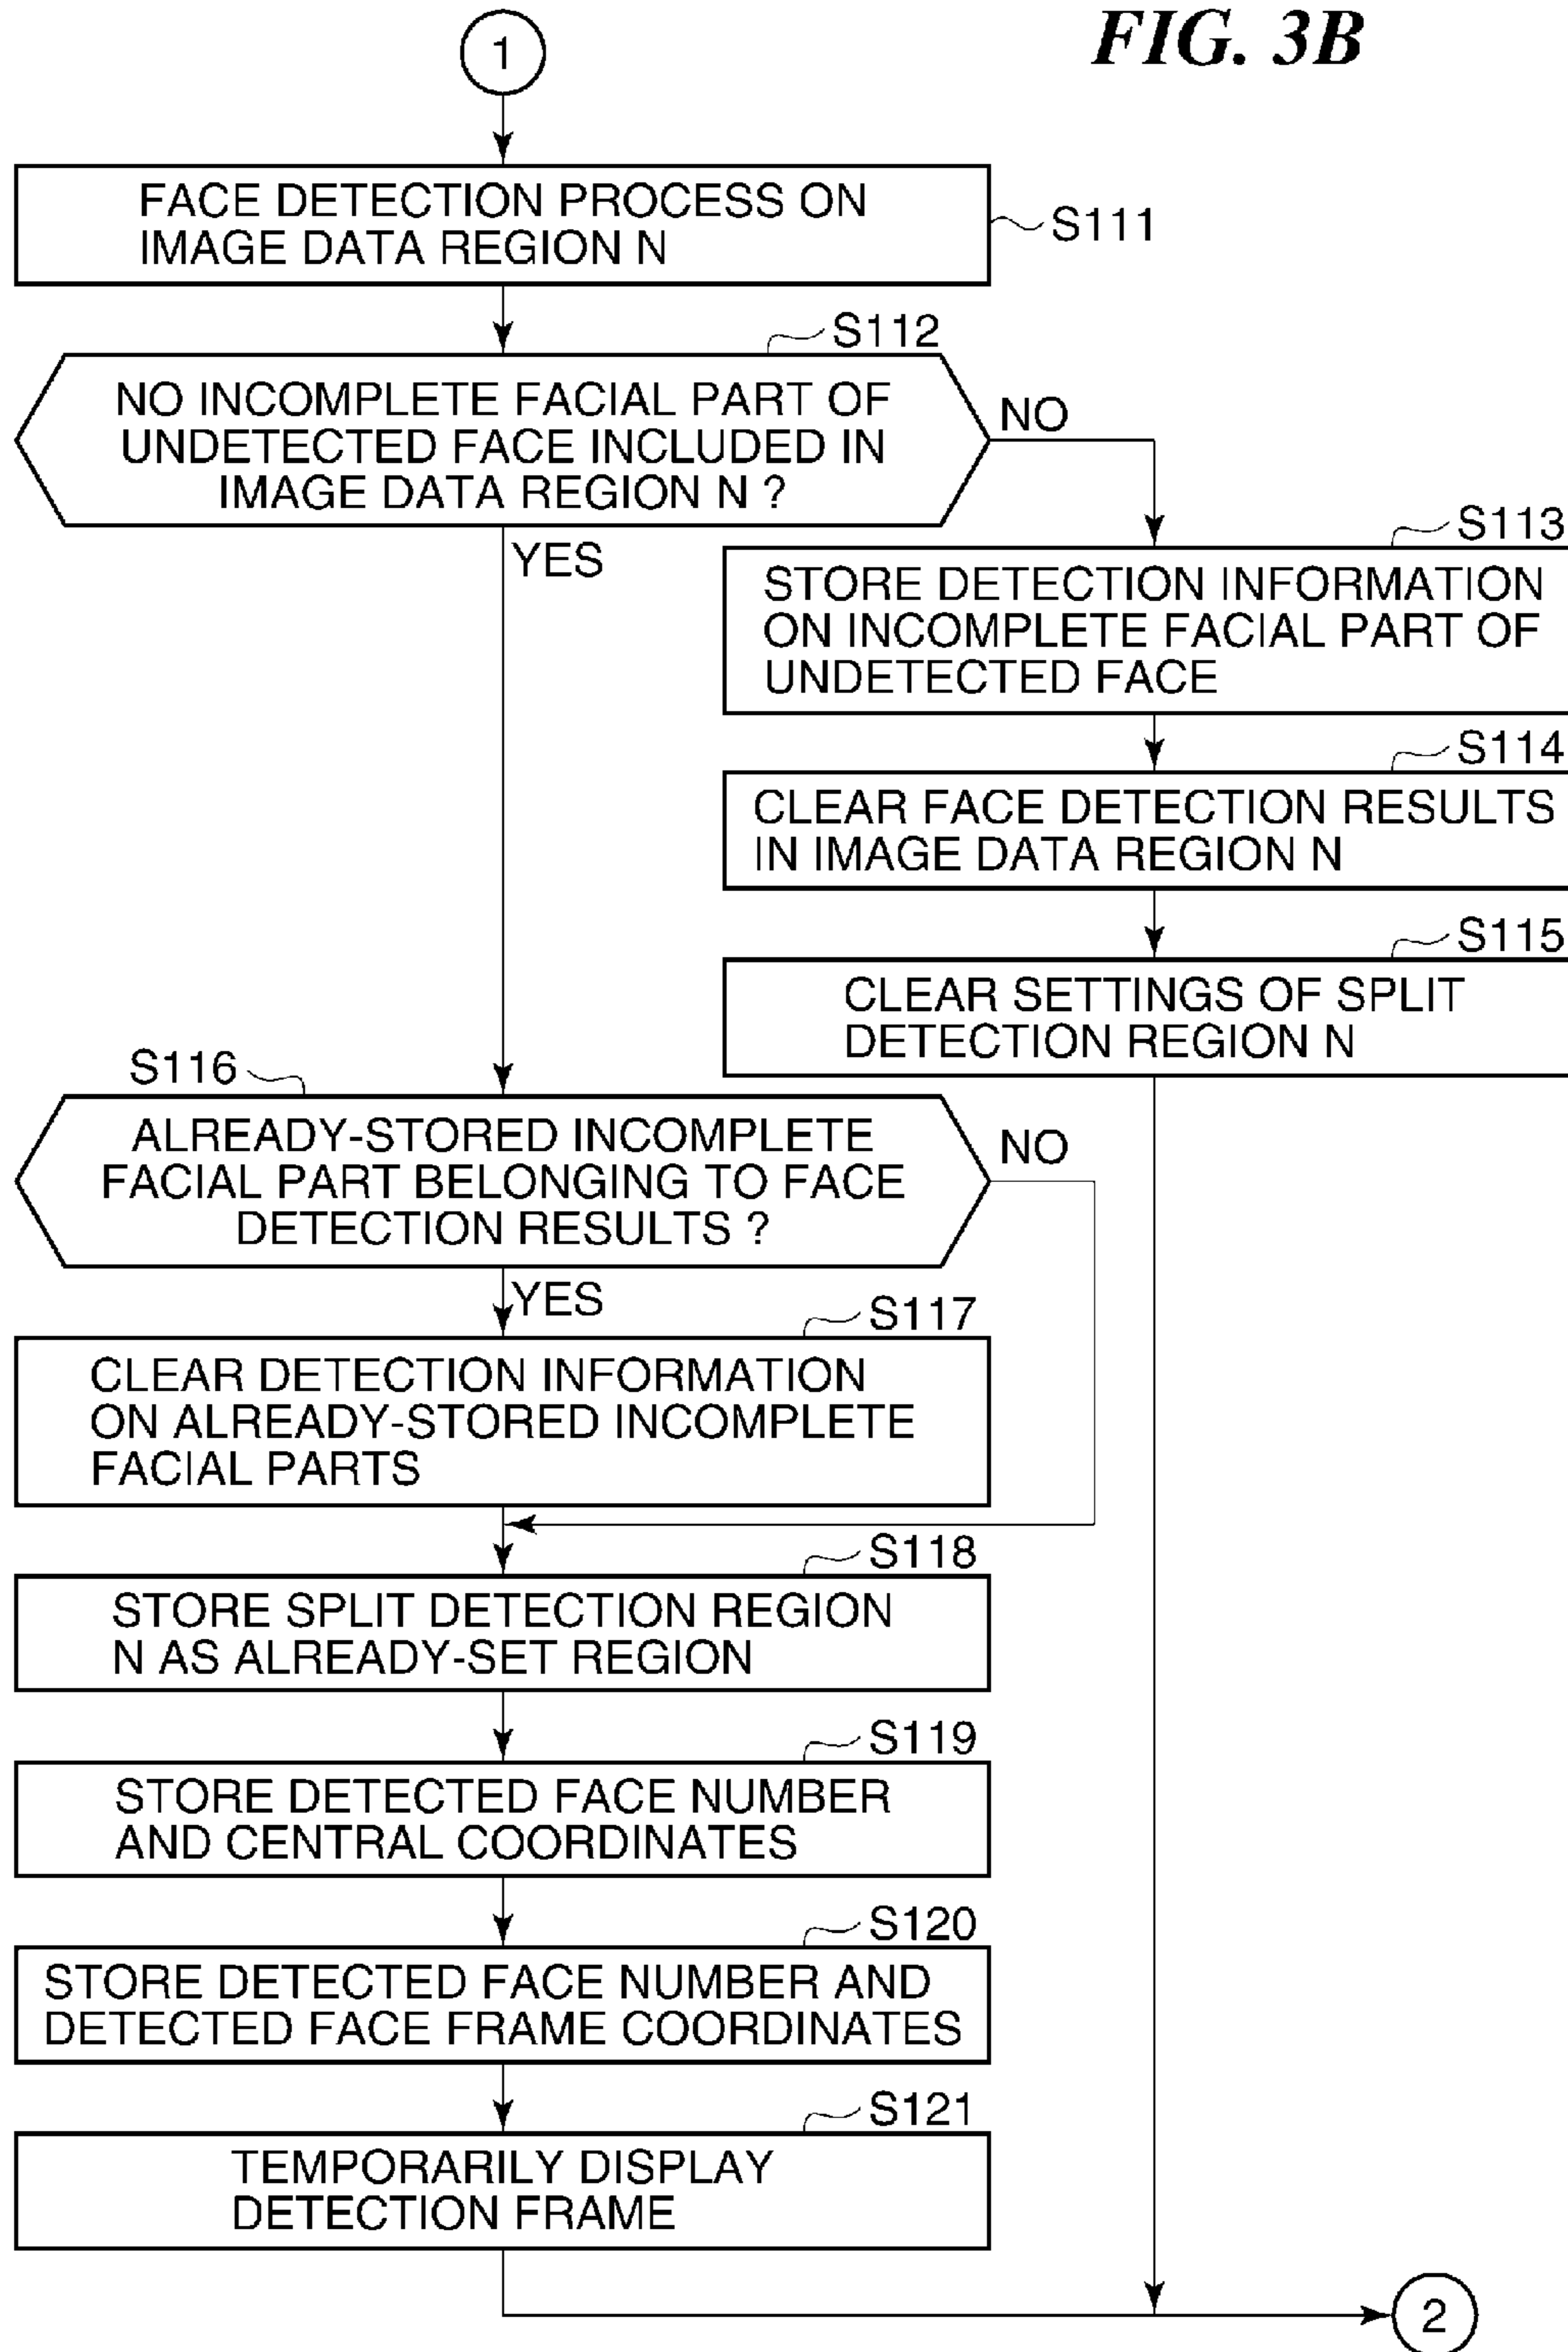 FIG. 3B
1
FACE DETECTION PROCESS ON
IMAGE DATA REGION N
S111
S112
NO INCOMPLETE FACIAL PART OF
UNDETECTED FACE INCLUDED IN
IMAGE DATA REGION N ?
NO
YES
S113
STORE DETECTION INFORMATION
ON INCOMPLETE FACIAL PART OF
UNDETECTED FACE
S114
CLEAR FACE DETECTION RESULTS
IN IMAGE DATA REGION N
S115
CLEAR SETTINGS OF SPLIT
DETECTION REGION N
S116
ALREADY-STORED INCOMPLETE
FACIAL PART BELONGING TO FACE
DETECTION RESULTS ?
NO
YES
S117
CLEAR DETECTION INFORMATION
ON ALREADY-STORED INCOMPLETE
FACIAL PARTS
S118
STORE SPLIT DETECTION REGION
N AS ALREADY-SET REGION
S119
STORE DETECTED FACE NUMBER
AND CENTRAL COORDINATES
S120
STORE DETECTED FACE NUMBER AND
DETECTED FACE FRAME COORDINATES
S121
TEMPORARILY DISPLAY
DETECTION FRAME
2